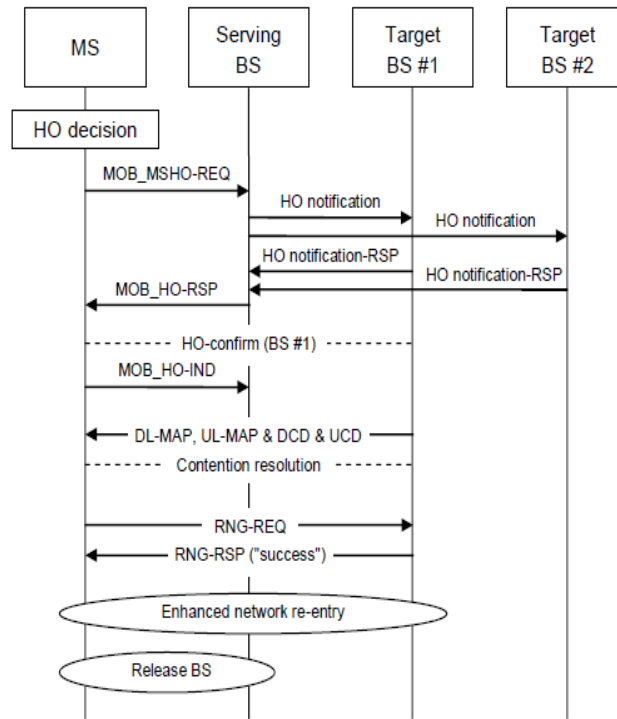 MS
Serving
BS
Target
BS #1
Target
BS #2
HO decision
MOB_MSHO-REQ
HO notification
HO notification
HO notification-RSP
HO notification-RSP
MOB_HO-RSP
HO-confirm (BS #1)
MOB_HO-IND
DL-MAP, UL-MAP & DCD & UCD
Contention resolution
RNG-REQ
RNG-RSP ("success")
Enhanced network re-entry
Release BS